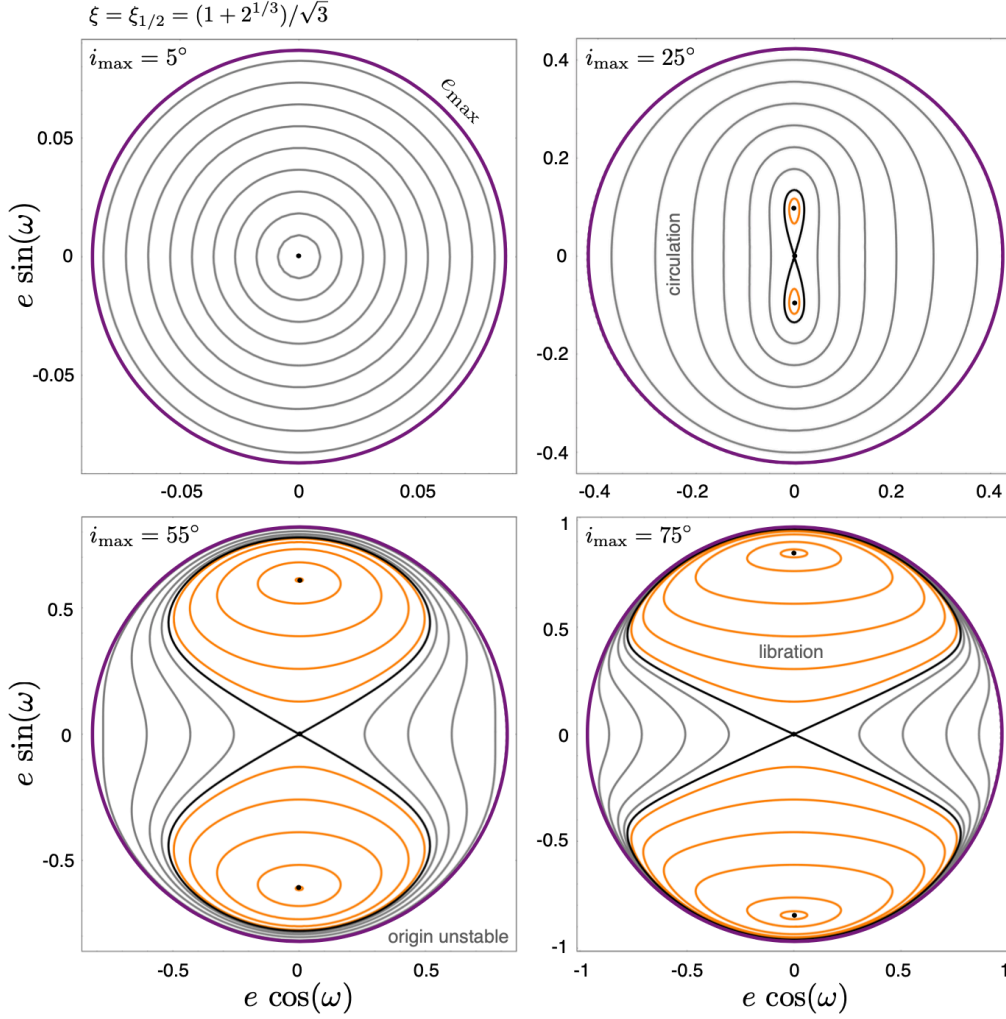 ξ = ξ_{1/2} = (1 + 2^{1/3})/√3
i_max = 5°
e_max
0.05
0
-0.05
-0.05
0
0.05
e sin(ω)
i_max = 25°
circulation
0.4
0.2
0
-0.2
-0.4
-0.4
-0.2
0
0.2
0.4
i_max = 55°
origin unstable
0.5
0
-0.5
-0.5
0
0.5
e sin(ω)
e cos(ω)
i_max = 75°
libration
1
0.5
0
-0.5
-1
-1
-0.5
0
0.5
1
e cos(ω)